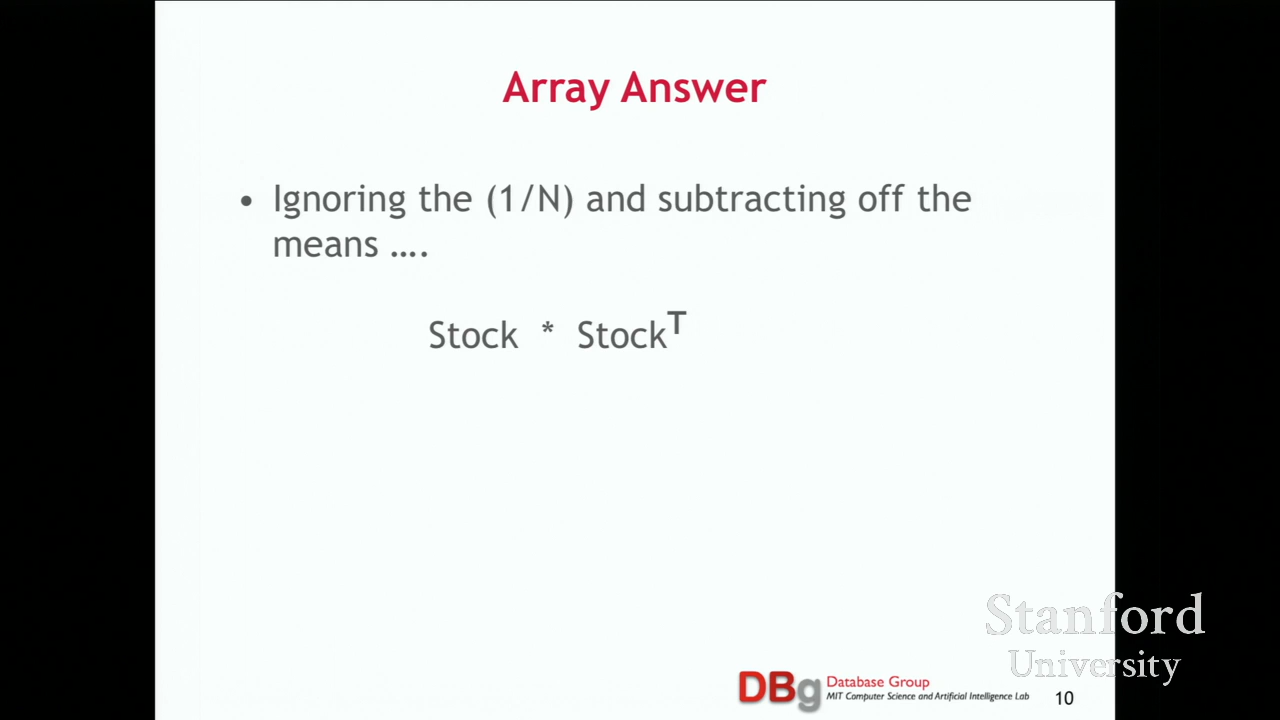 Array Answer
• Ignoring the (1/N) and subtracting off the
means ….
Stock * Stockᵀ
Stanford
University
DBg Database Group
MIT Computer Science and Artificial Intelligence Lab
10